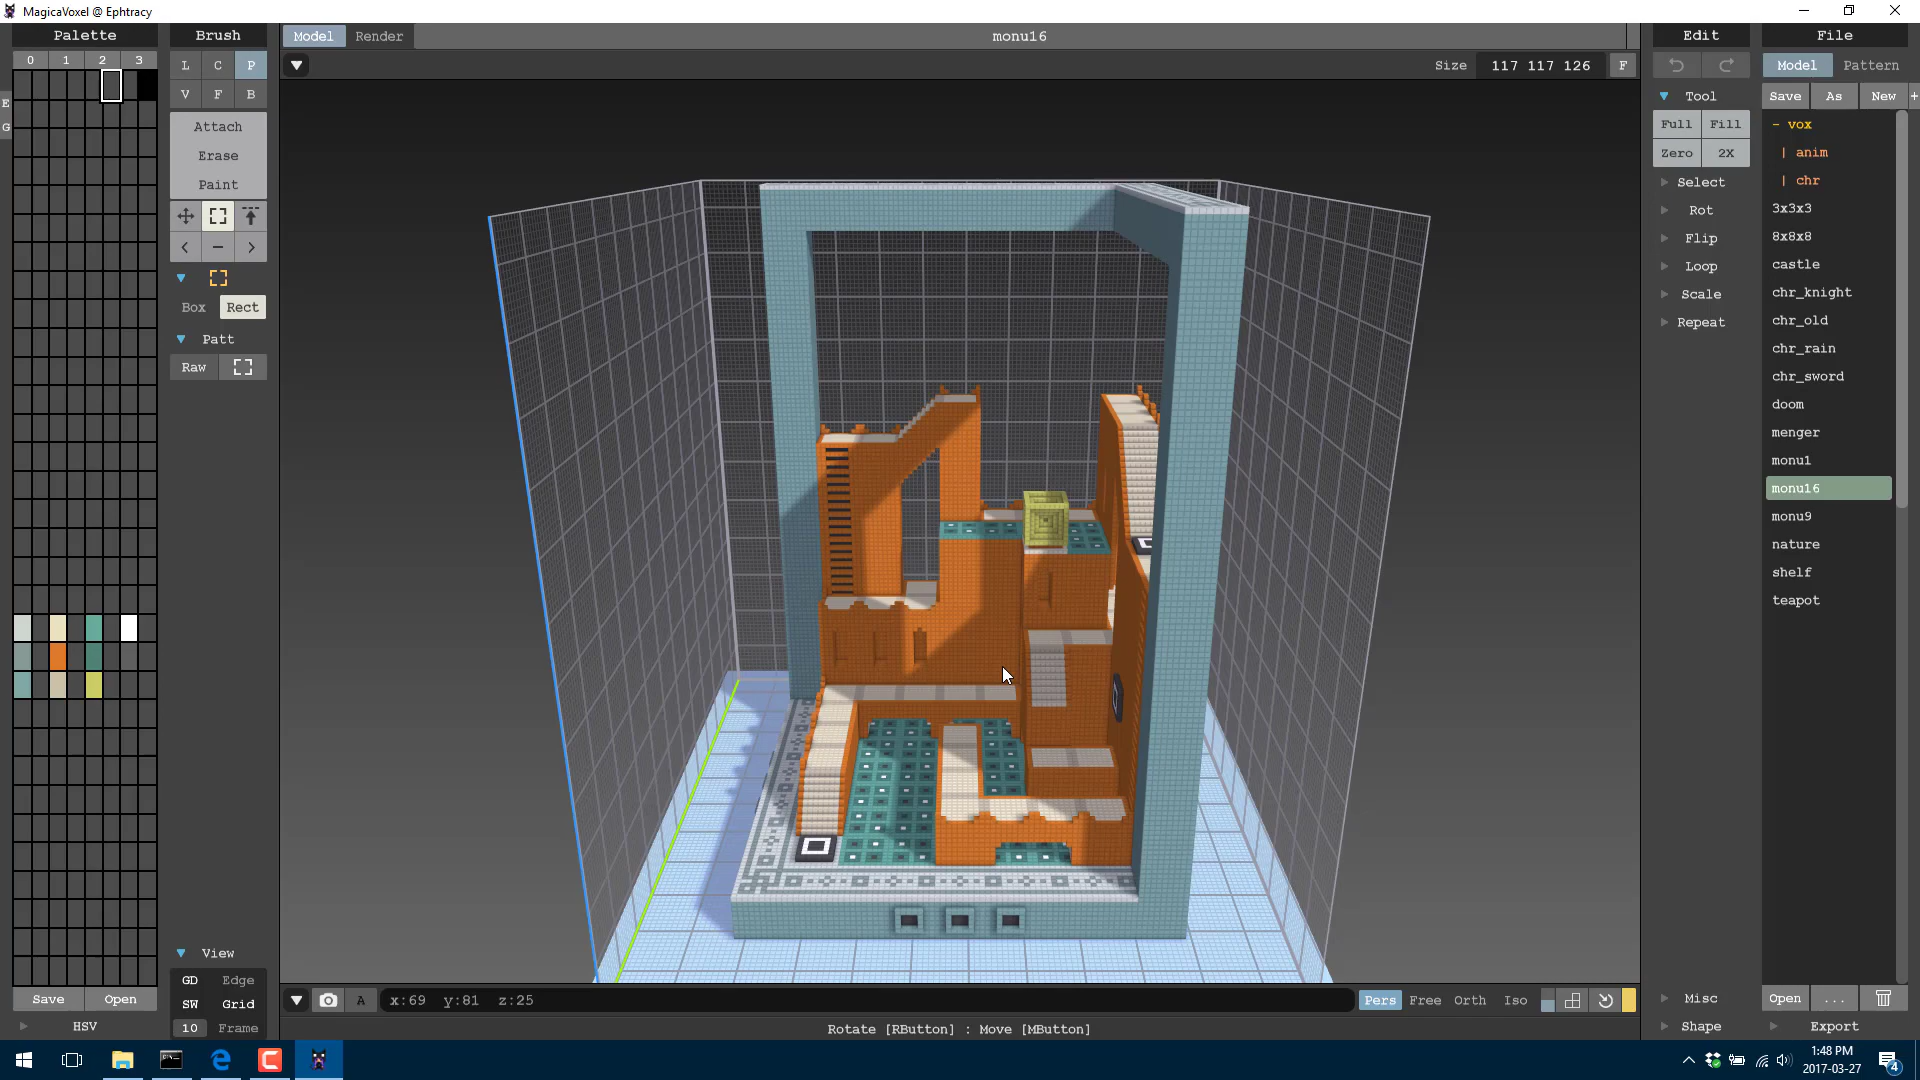 MagicaVoxel @ Ephtracy
Palette
0 1 2 3
E
G
Save Open
HSV
Brush
L C P
V F B
Attach
Erase
Paint
Box Rect
Patt
Raw
View
GD Edge
SW Grid
10 Frame
Model Render
monu16
Size 117 117 126 F
A x:69 y:81 z:25
Pers Free Orth Iso
Rotate [RButton] : Move [MButton]
Edit
Tool
Full Fill
Zero 2X
Select
Rot
Flip
Loop
Scale
Repeat
Misc
Shape
File
Model Pattern
Save As New +
- vox
| anim
| chr
3x3x3
8x8x8
castle
chr_knight
chr_old
chr_rain
chr_sword
doom
menger
monu1
monu16
monu9
nature
shelf
teapot
Open ...
Export
1:48 PM
2017-03-27
4